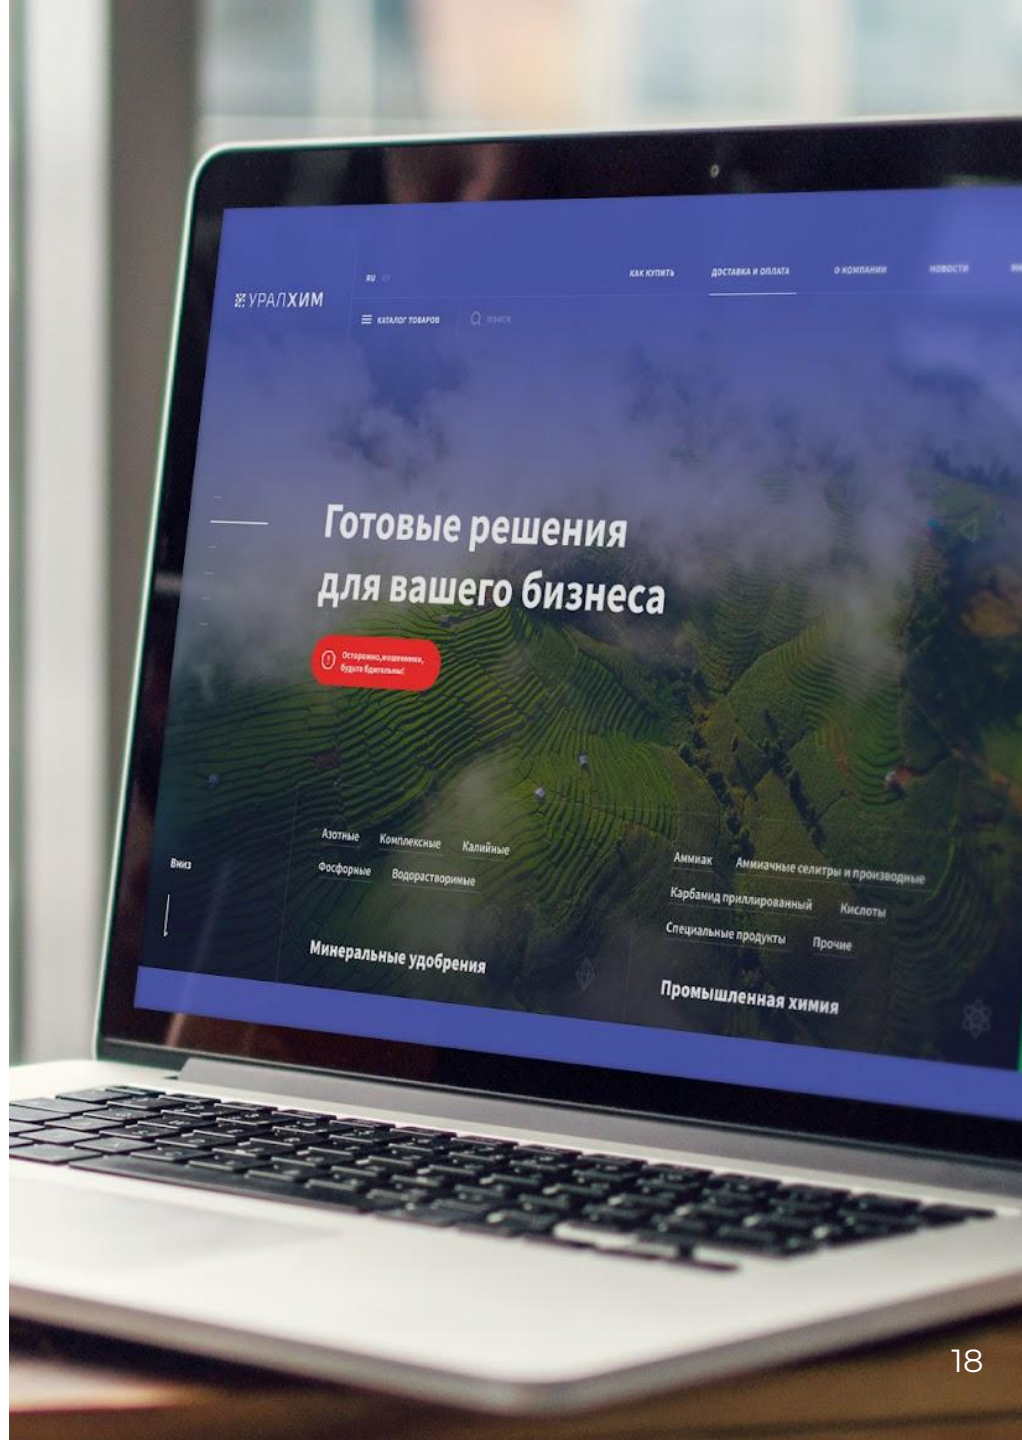 RU
КАК КУПИТЬ
ДОСТАВКА И ОПЛАТА
О КОМПАНИИ
НОВОСТИ
УРАЛХИМ
КАТАЛОГ ТОВАРОВ
ПОИСК
Готовые решения
для вашего бизнеса
Осторожно, мошенники,
будьте бдительны!
Азотные Комплексные Калийные
Фосфорные Водорастворимые
Минеральные удобрения
Вниз
Аммиак Аммиачные селитры и производные
Карбамид приллированный Кислоты
Специальные продукты Прочие
Промышленная химия
18